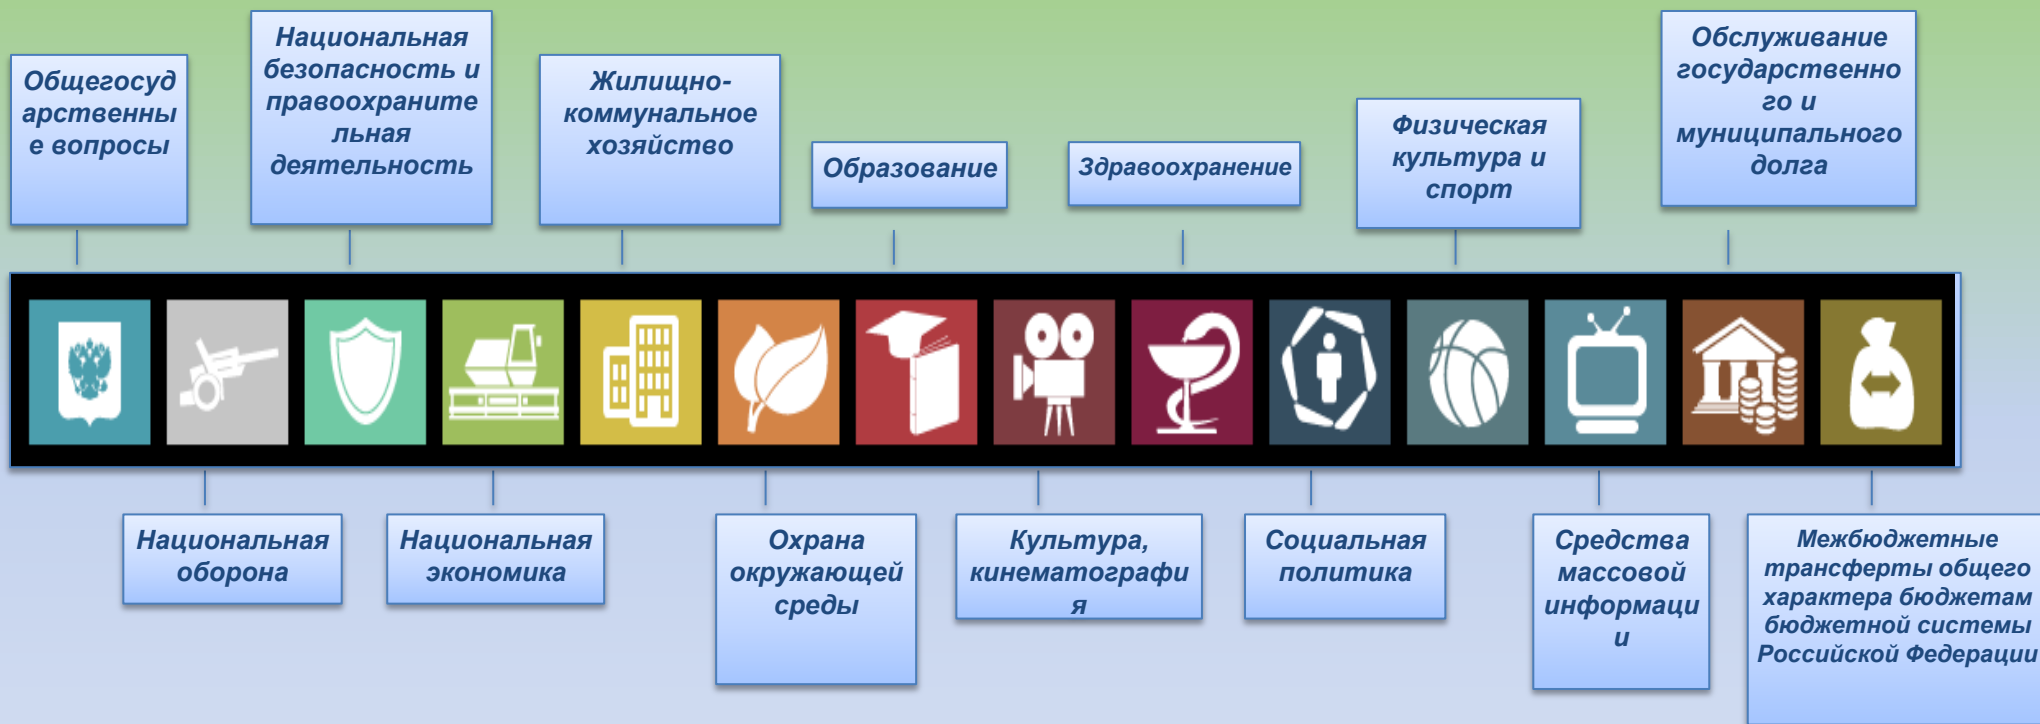 Общегосуд
арственны
е вопросы
Национальная
безопасность и
правоохраните
льная
деятельность
Жилищно-
коммунальное
хозяйство
Образование
Здравоохранение
Физическая
культура и
спорт
Обслуживание
государственно
го и
муниципального
долга
Национальная
оборона
Национальная
экономика
Охрана
окружающей
среды
Культура,
кинематографи
я
Социальная
политика
Средства
массовой
информаци
и
Межбюджетные
трансферты общего
характера бюджетам
бюджетной системы
Российской Федерации